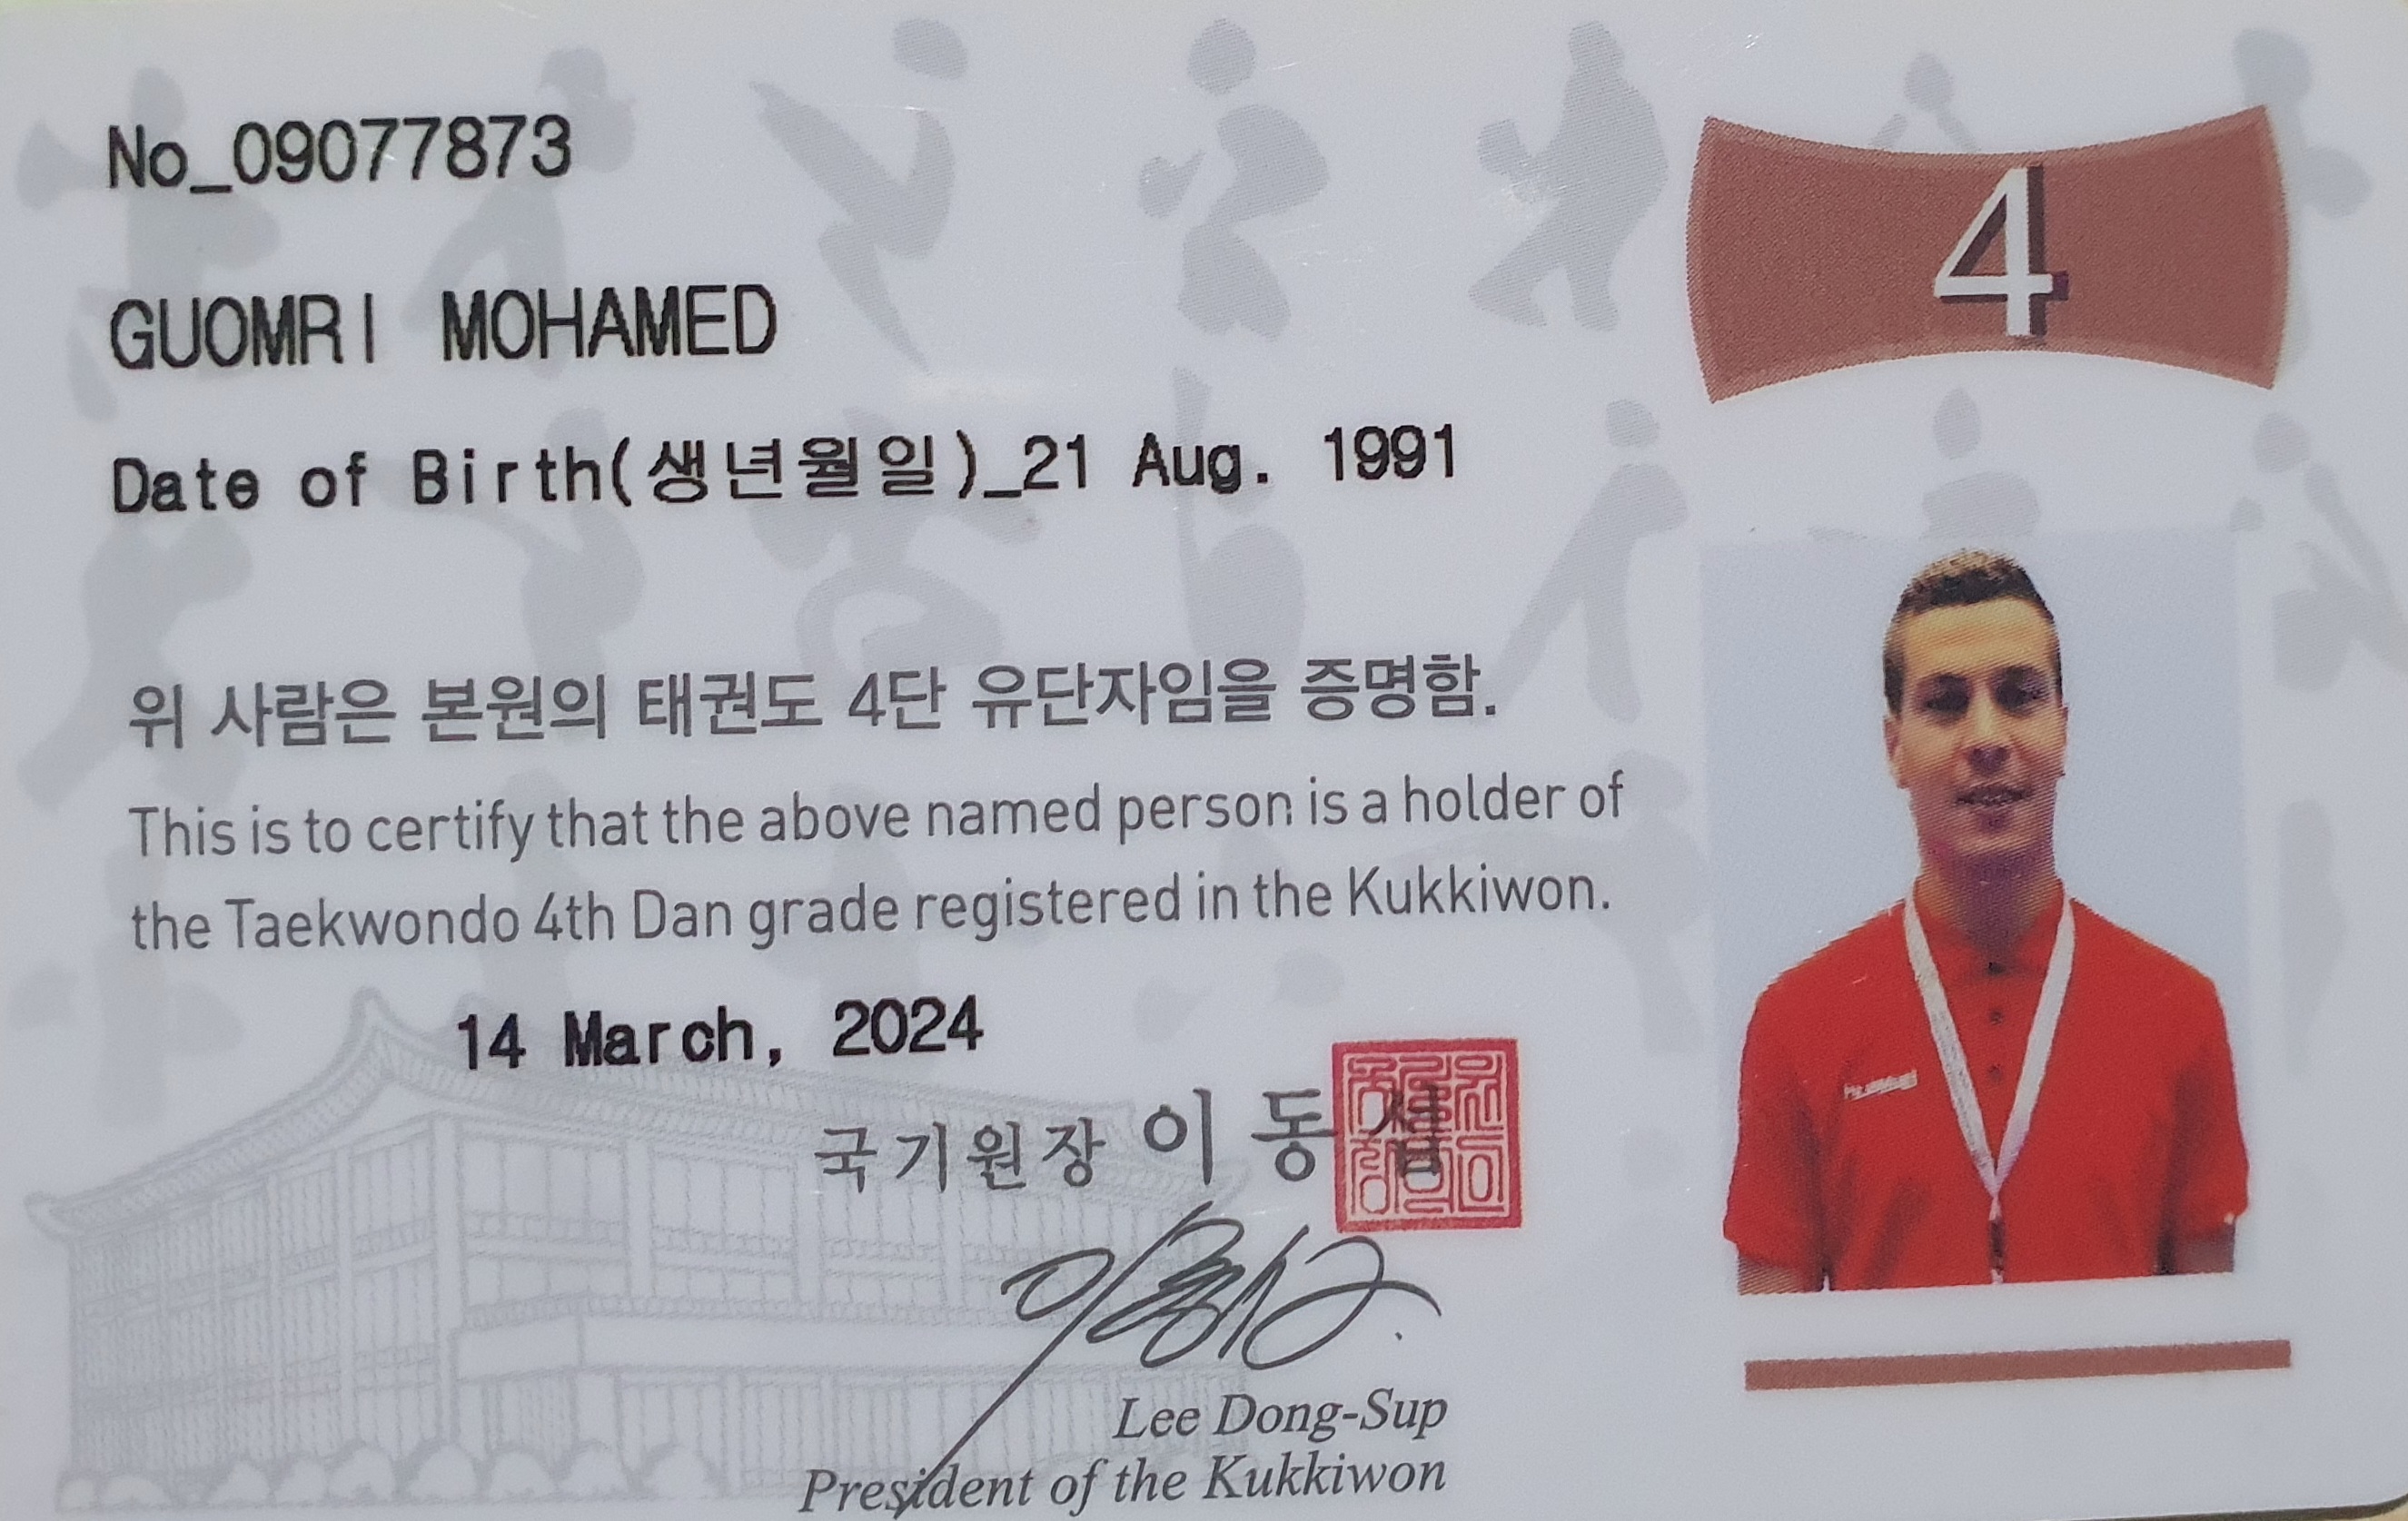 No_09077873
4
GUOMRI MOHAMED
Date of Birth(생년월일)_21 Aug. 1991
위 사람은 본원의 태권도 4단 유단자임을 증명함.
This is to certify that the above named person is a holder of
the Taekwondo 4th Dan grade registered in the Kukkiwon.
14 March, 2024
국기원장 이동섭
Lee Dong-Sup
President of the Kukkiwon